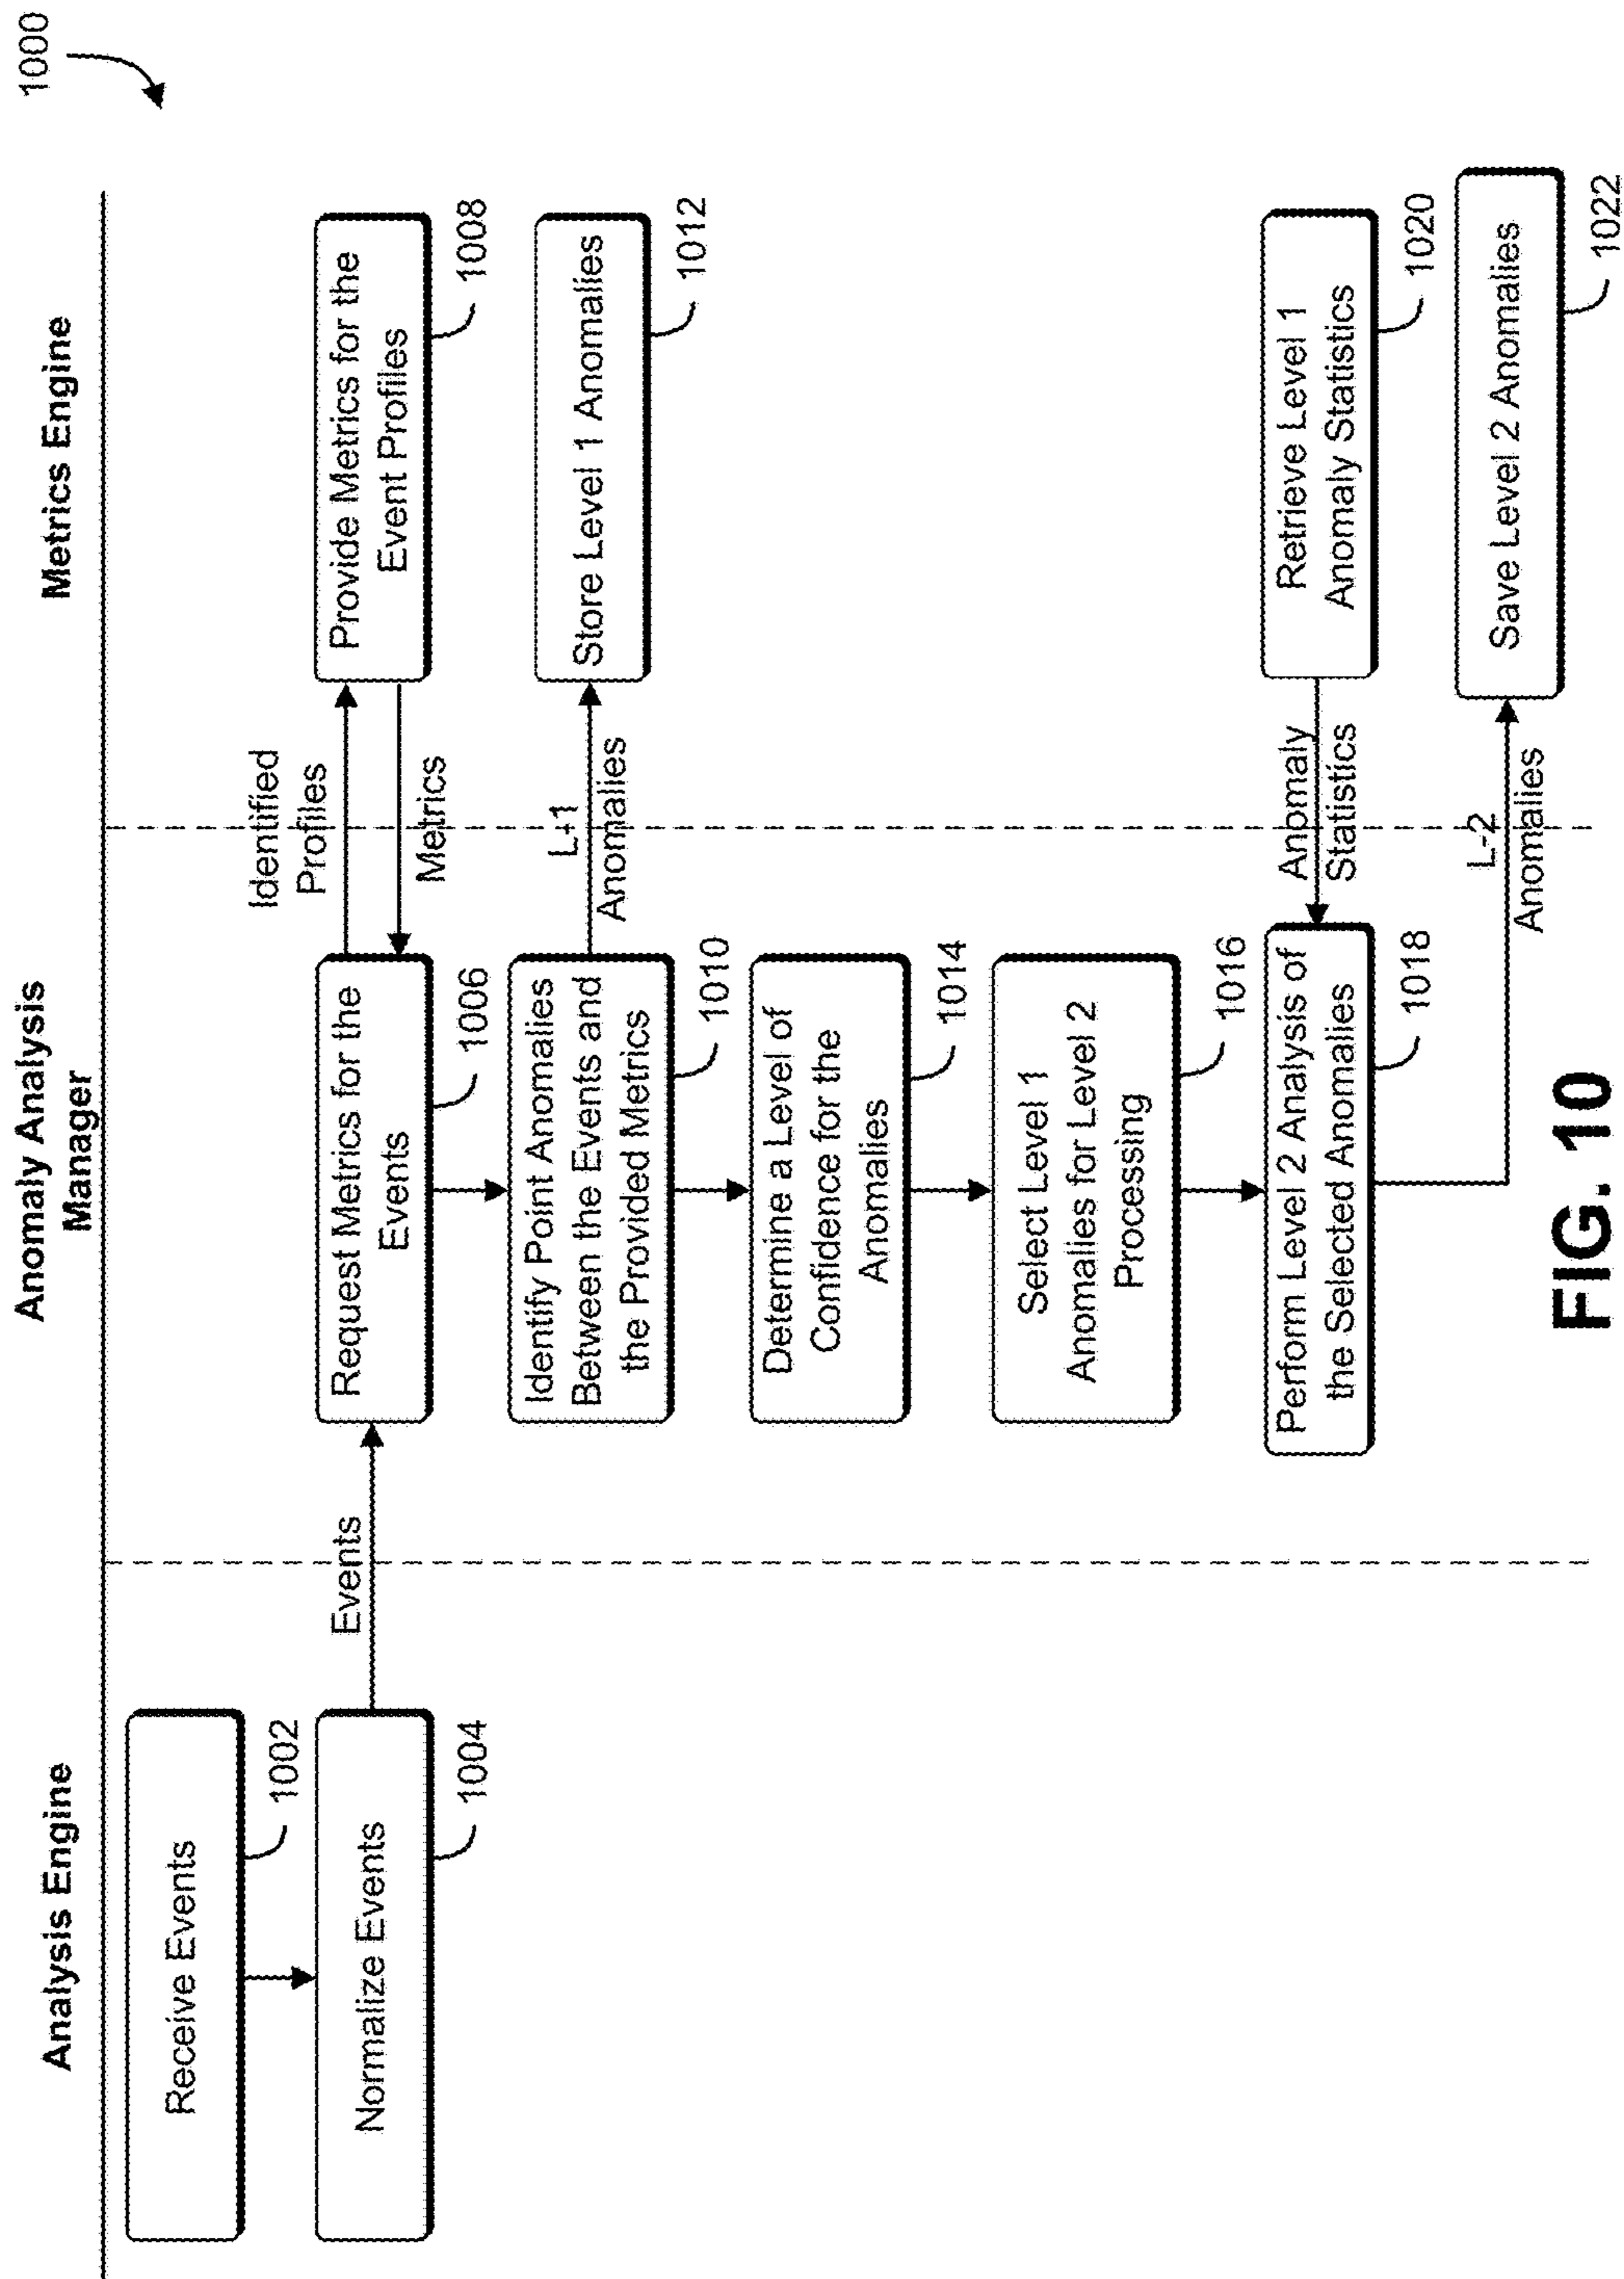 1000
Analysis Engine
Anomaly Analysis
Manager
Metrics Engine
Receive Events
1002
Normalize Events
1004
Events
Request Metrics for the
Events
1006
Identified
Profiles
Metrics
Provide Metrics for the
Event Profiles
1008
Identify Point Anomalies
Between the Events and
the Provided Metrics
1010
L-1
Anomalies
Store Level 1 Anomalies
1012
Determine a Level of
Confidence for the
Anomalies
1014
Select Level 1
Anomalies for Level 2
Processing
1016
Perform Level 2 Analysis of
the Selected Anomalies
1018
Anomaly
Statistics
Retrieve Level 1
Anomaly Statistics
1020
L-2
Anomalies
Save Level 2 Anomalies
1022
FIG. 10